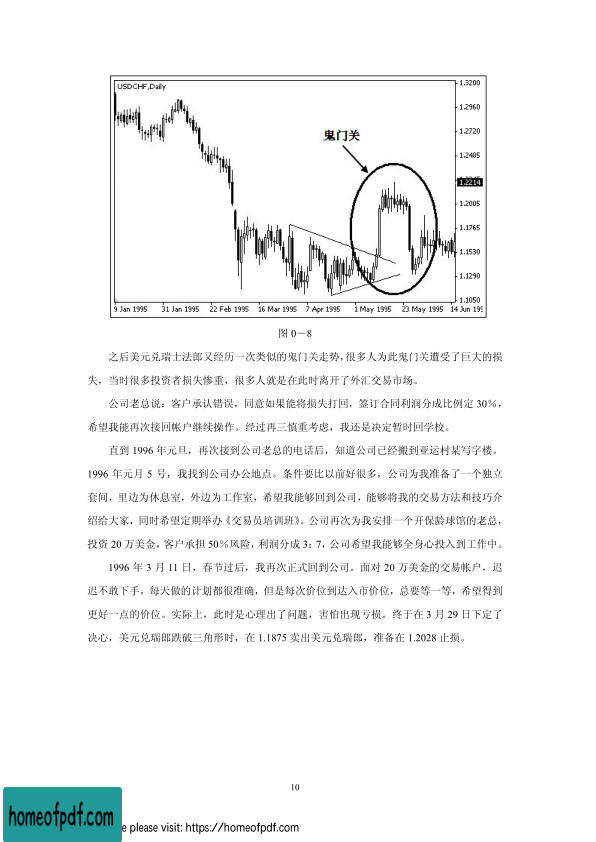 USDCHF,Daily
鬼门关
1.3200
1.2960
1.2720
1.2485
1.2214
1.2005
1.1765
1.1530
1.1290
1.1050
9 Jan 1995
31 Jan 1995
22 Feb 1995
16 Mar 1995
7 Apr 1995
1 May 1995
23 May 1995
14 Jun 1995
图 0－8
之后美元兑瑞士法郎又经历一次类似的鬼门关走势，很多人为此鬼门关遭受了巨大的损
失，当时很多投资者损失惨重，很多人就是在此时离开了外汇交易市场。
公司老总说：客户承认错误，同意如果能将损失打回，签订合同利润分成比例定 30％，
希望我能再次接回帐户继续操作。经过再三慎重考虑，我还是决定暂时回学校。
直到 1996 年元旦，再次接到公司老总的电话后，知道公司已经搬到亚运村某写字楼。
1996 年元月 5 号，我找到公司办公地点。条件要比以前好很多，公司为我准备了一个独立
套间，里边为休息室，外边为工作室，希望我能够回到公司，能够将我的交易方法和技巧介
绍给大家，同时希望定期举办《交易员培训班》。公司再次为我安排一个开保龄球馆的老总，
投资 20 万美金，客户承担 50％风险，利润分成 3：7，公司希望我能够全身心投入到工作中。
1996 年 3 月 11 日，春节过后，我再次正式回到公司。面对 20 万美金的交易帐户，迟
迟不敢下手，每天做的计划都很准确，但是每次价位到达入市价位，总要等一等，希望得到
更好一点的价位。实际上，此时是心理出了问题，害怕出现亏损。终于在 3 月 29 日下定了
决心，美元兑瑞郎跌破三角形时，在 1.1875 卖出美元兑瑞郎，准备在 1.2028 止损。
10
homeofpdf.com
e please visit: https://homeofpdf.com